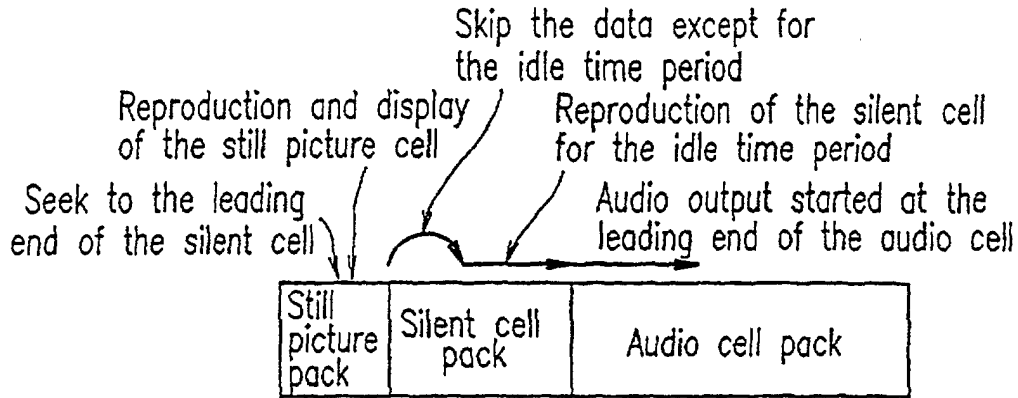 Skip the data except for
the idle time period
Reproduction and display
of the still picture cell
Reproduction of the silent cell
for the idle time period
Seek to the leading
end of the silent cell
Audio output started at the
leading end of the audio cell
Still
picture
pack
Silent cell
pack
Audio cell pack